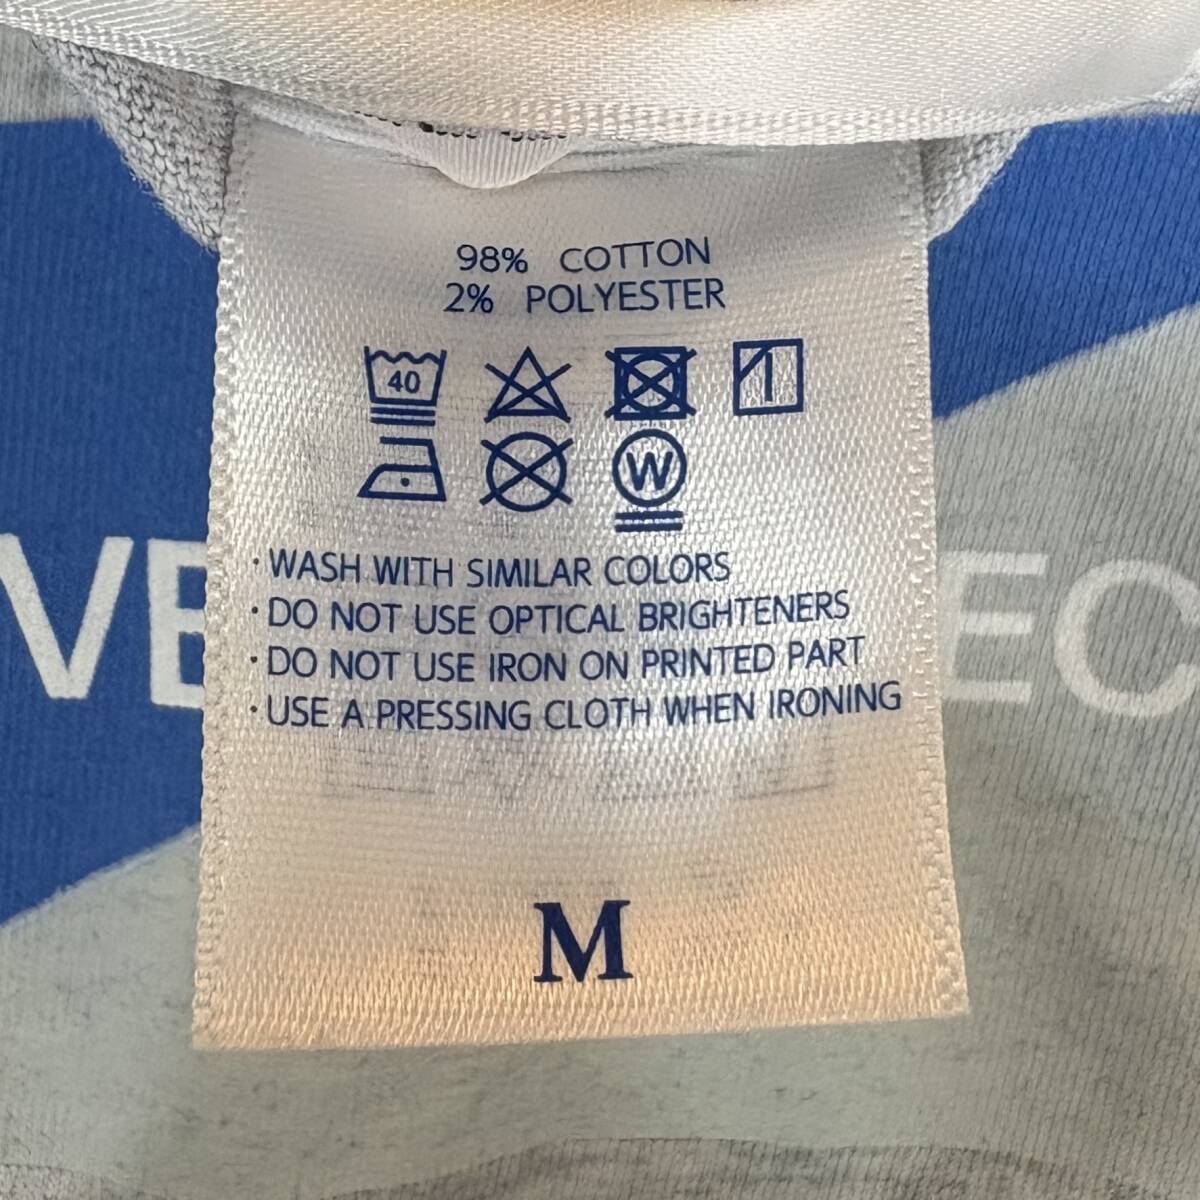 98% COTTON
2% POLYESTER
40
W
· WASH WITH SIMILAR COLORS
· DO NOT USE OPTICAL BRIGHTENERS
· DO NOT USE IRON ON PRINTED PART
· USE A PRESSING CLOTH WHEN IRONING
VE EC
M